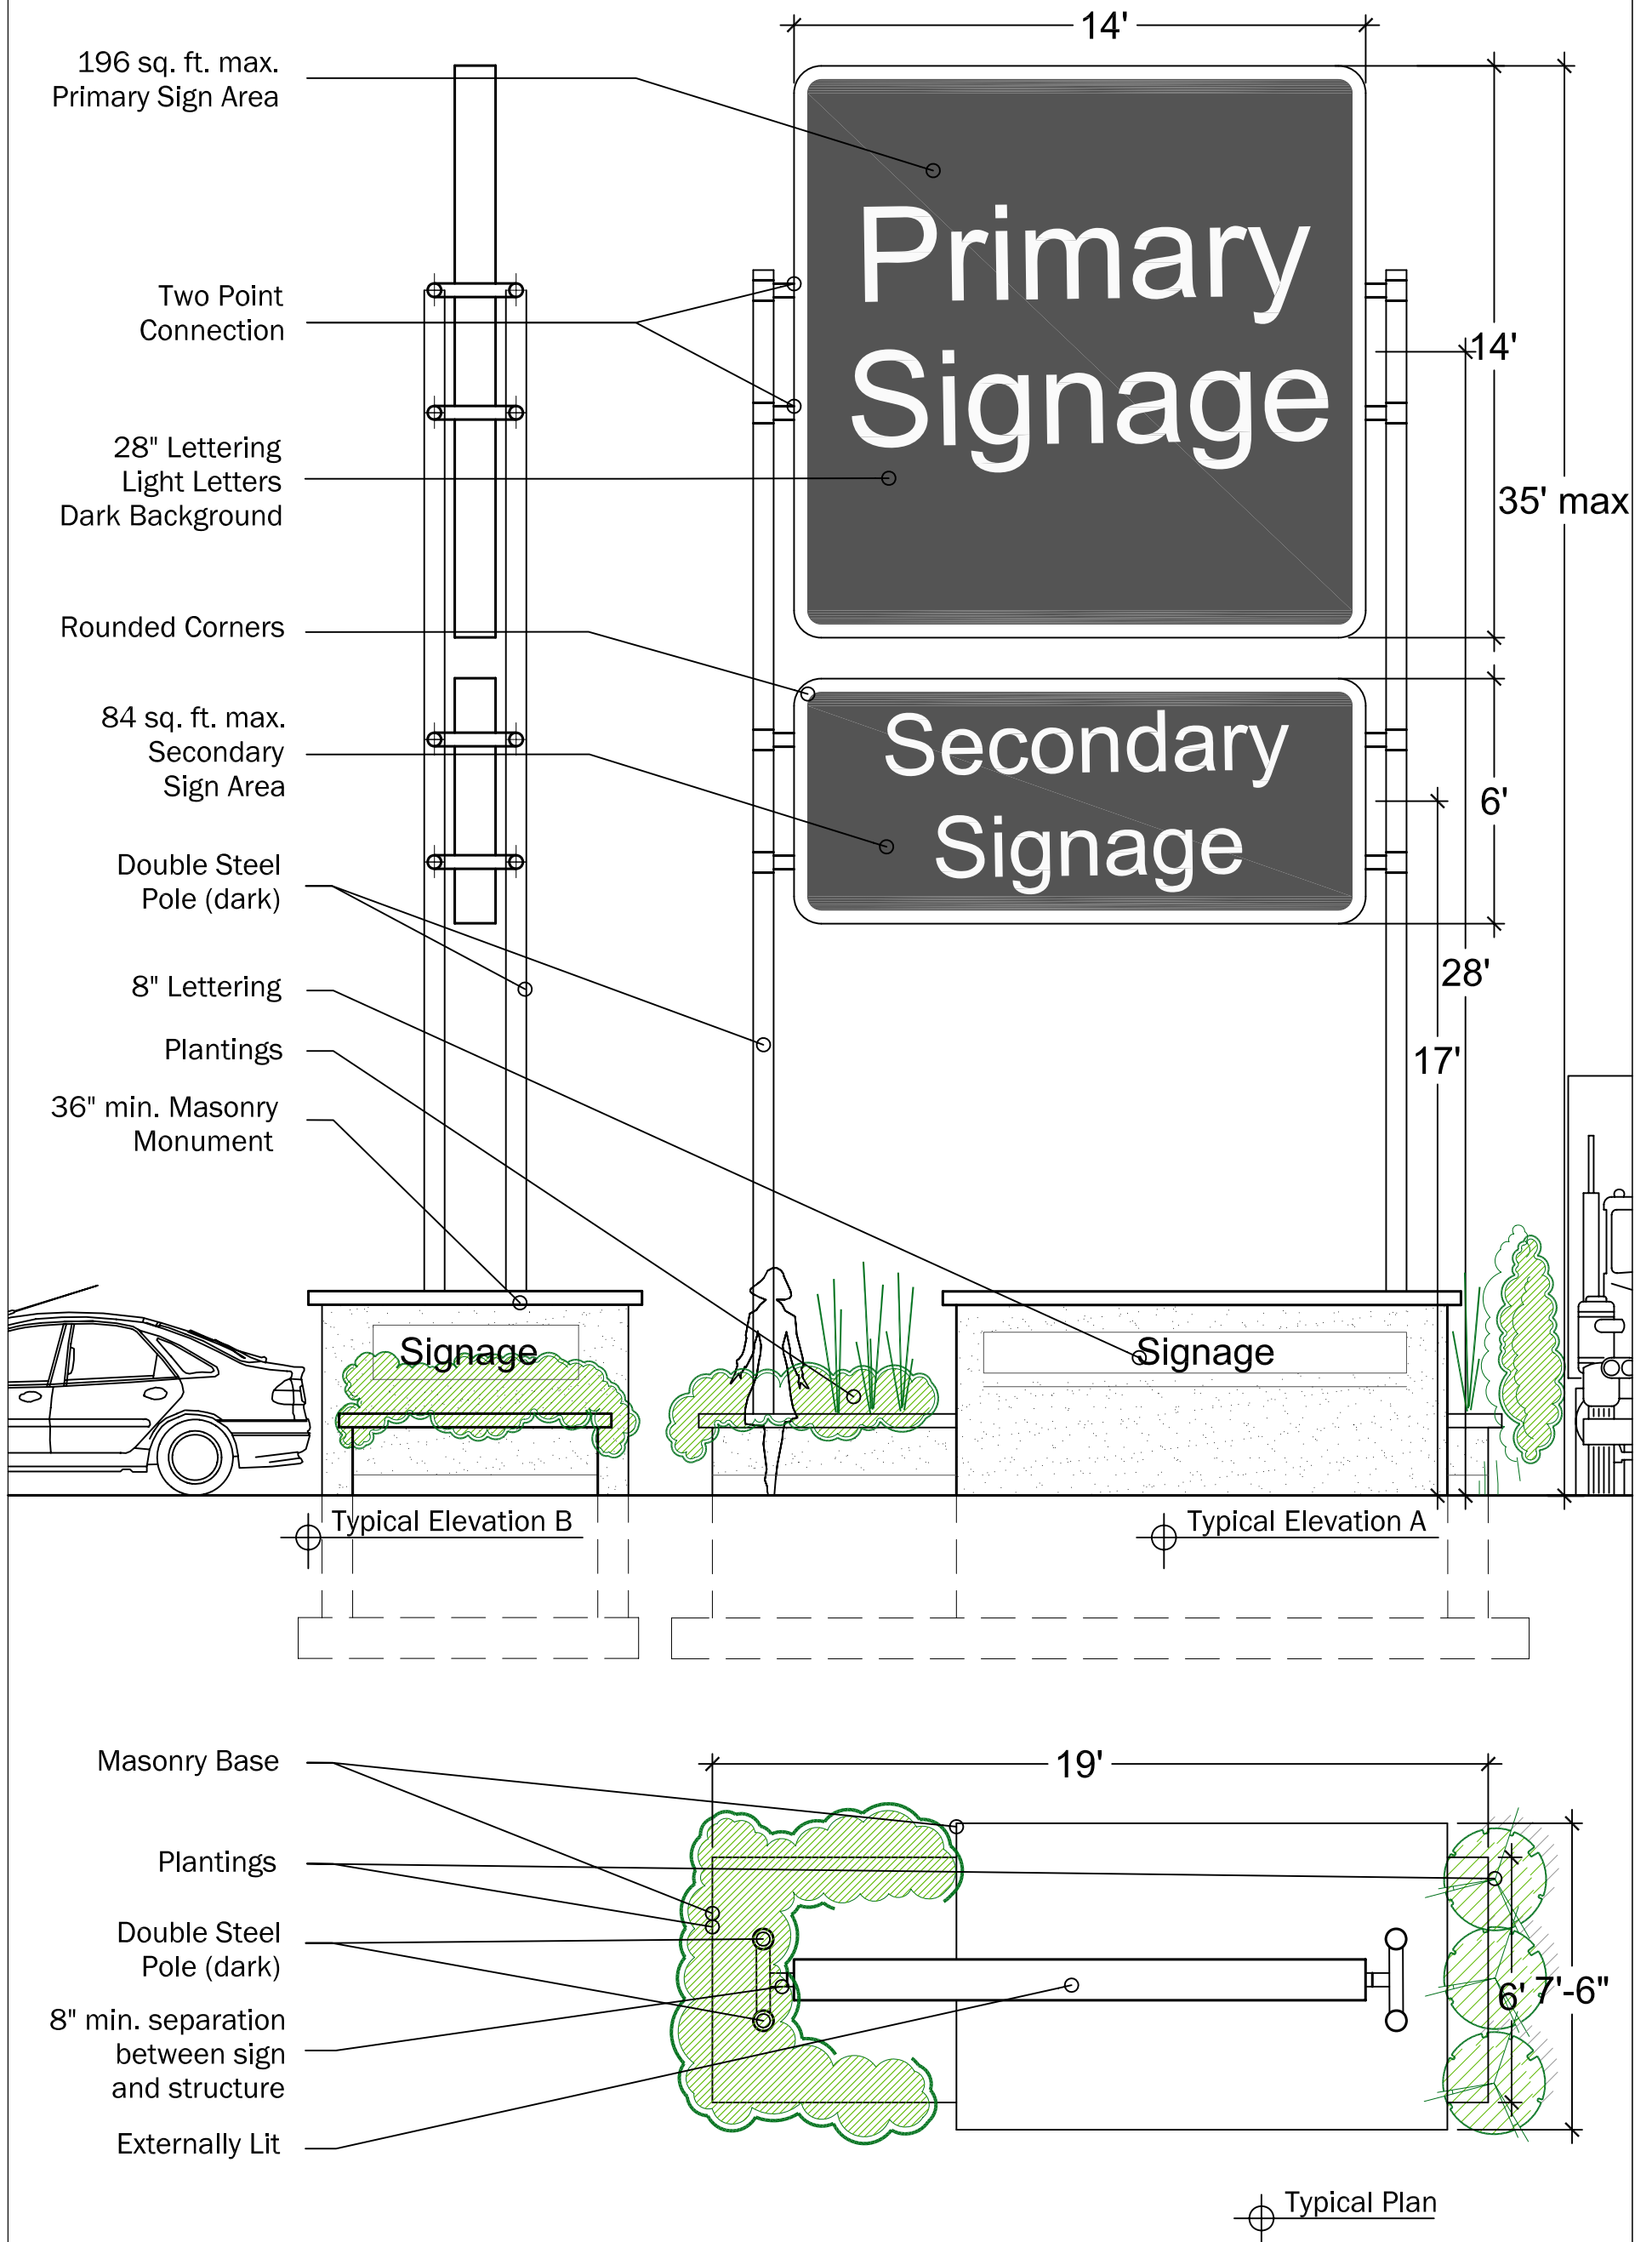 14'
196 sq. ft. max.
Primary Sign Area
Primary
Signage
Two Point
Connection
14'
28" Lettering
Light Letters
Dark Background
35' max
Rounded Corners
84 sq. ft. max.
Secondary
Sign Area
Secondary
Signage
6'
Double Steel
Pole (dark)
28'
8" Lettering
17'
Plantings
36" min. Masonry
Monument
Signage
Signage
Typical Elevation B
Typical Elevation A
Masonry Base
19'
Plantings
Double Steel
Pole (dark)
6'
7'-6"
8" min. separation
between sign
and structure
Externally Lit
Typical Plan